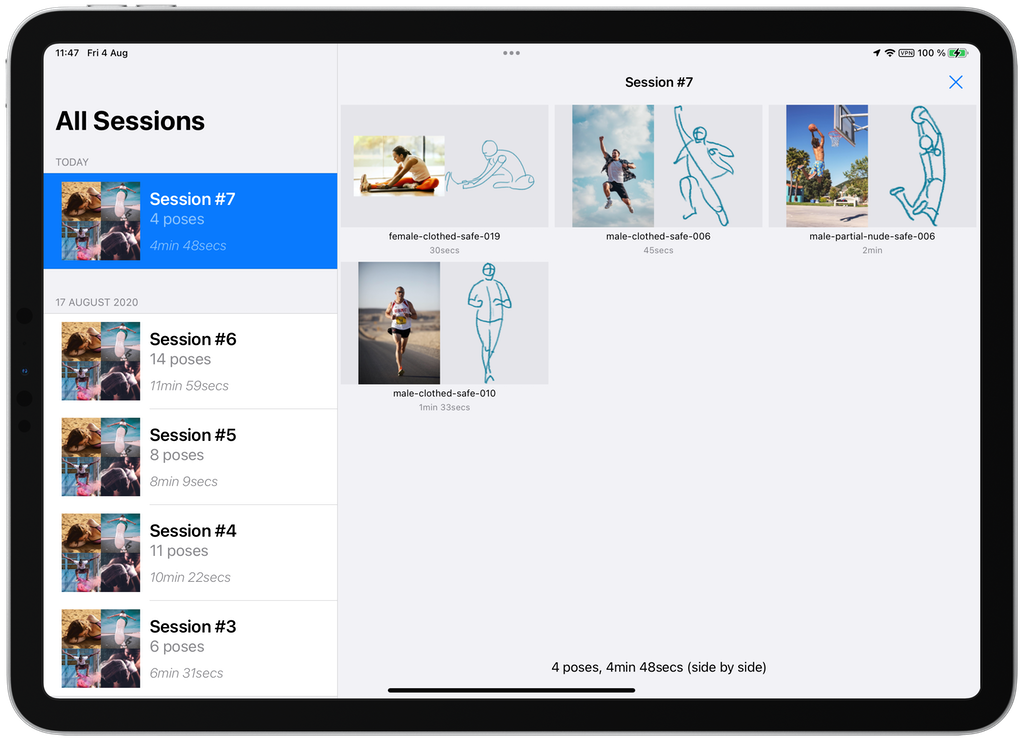 11:47 Fri 4 Aug
VPN 100 %
All Sessions
TODAY
Session #7
4 poses
4min 48secs
17 AUGUST 2020
Session #6
14 poses
11min 59secs
Session #5
8 poses
8min 9secs
Session #4
11 poses
10min 22secs
Session #3
6 poses
6min 31secs
Session #7
female-clothed-safe-019
30secs
male-clothed-safe-006
45secs
male-partial-nude-safe-006
2min
male-clothed-safe-010
1min 33secs
4 poses, 4min 48secs (side by side)